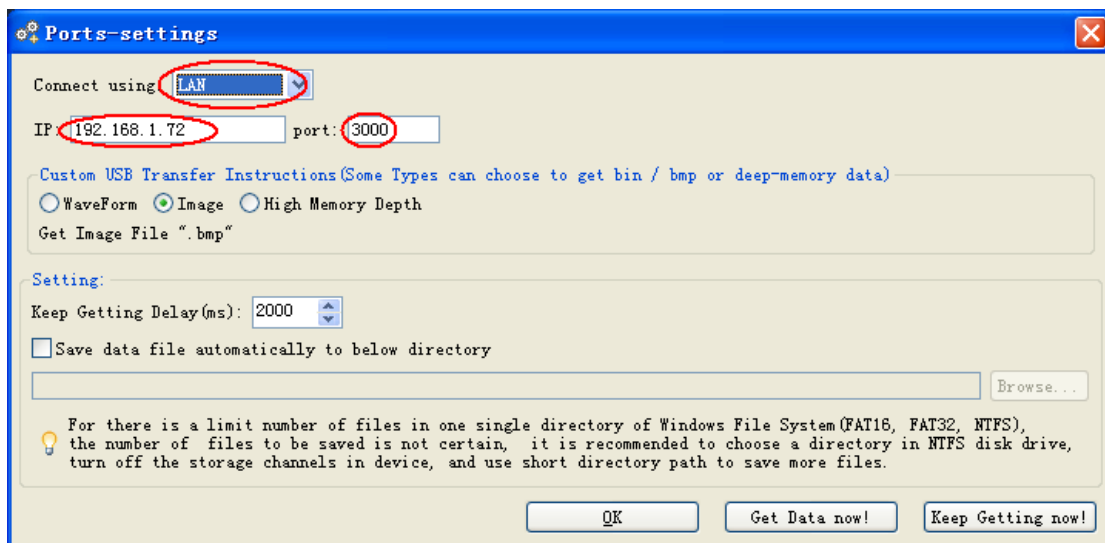 Ports-settings
Connect using: LAN
IP: 192.168.1.72 port: 3000
Custom USB Transfer Instructions(Some Types can choose to get bin / bmp or deep-memory data)
WaveForm Image High Memory Depth
Get Image File ".bmp"
Setting:
Keep Getting Delay(ms): 2000
Save data file automatically to below directory
Browse...
For there is a limit number of files in one single directory of Windows File System(FAT16, FAT32, NTFS),
the number of files to be saved is not certain, it is recommended to choose a directory in NTFS disk drive,
turn off the storage channels in device, and use short directory path to save more files.
OK Get Data now! Keep Getting now!